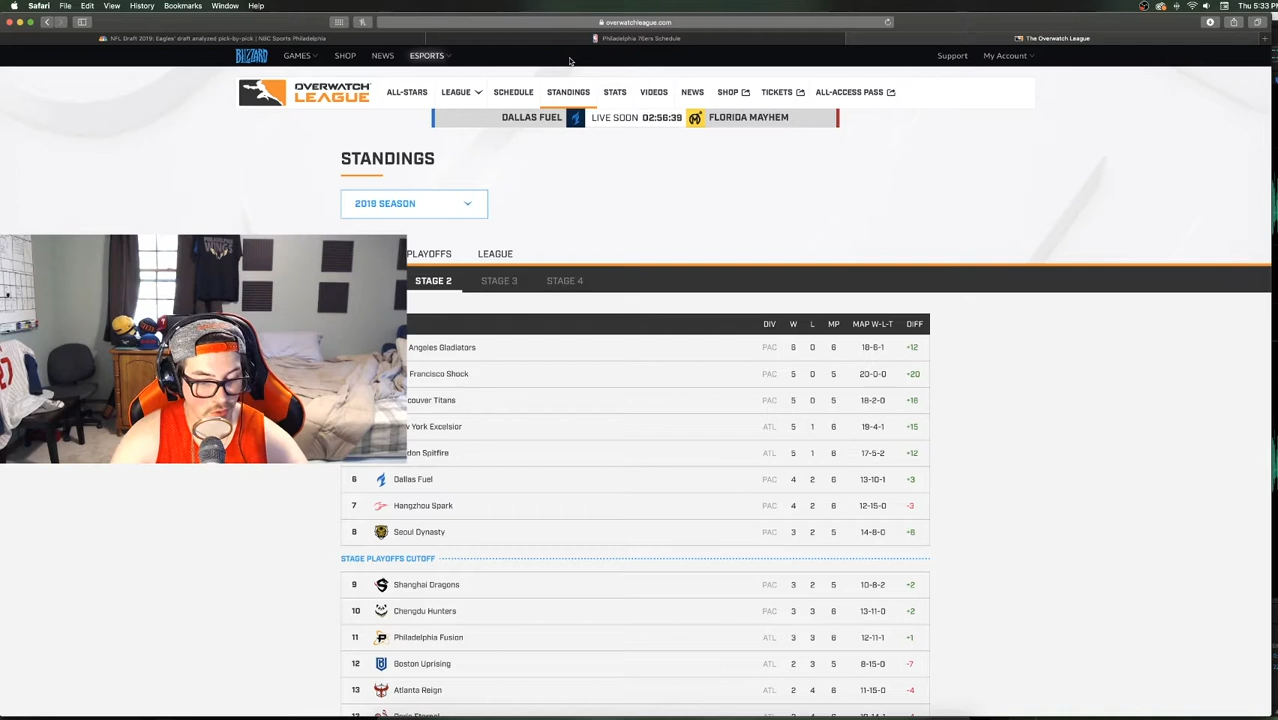 Safari File Edit View History Bookmarks Window Help Thu 5:33
overwatchleague.com
NFL Draft 2019: Eagles' draft analyzed pick-by-pick | NBC Sports Philadelphia Philadelphia 76ers Schedule The Overwatch League
BLIZZARD GAMES SHOP NEWS ESPORTS Support My Account
OVERWATCH LEAGUE ALL-STARS LEAGUE SCHEDULE STANDINGS STATS VIDEOS NEWS SHOP TICKETS ALL-ACCESS PASS
DALLAS FUEL LIVE SOON 02:56:39 FLORIDA MAYHEM
STANDINGS
2019 SEASON
PLAYOFFS LEAGUE
STAGE 2 STAGE 3 STAGE 4
DIV W L MP MAP W-L-T DIFF
Angeles Gladiators PAC 6 0 6 18-6-1 +12
Francisco Shock PAC 5 0 5 20-0-0 +20
couver Titans PAC 5 0 5 18-2-0 +16
York Excelsior ATL 5 1 6 19-4-1 +15
don Spitfire ATL 5 1 6 17-5-2 +12
6 Dallas Fuel PAC 4 2 6 13-10-1 +3
7 Hangzhou Spark PAC 4 2 6 12-15-0 -3
8 Seoul Dynasty PAC 3 2 5 14-8-0 +6
STAGE PLAYOFFS CUTOFF
9 Shanghai Dragons PAC 3 2 5 10-8-2 +2
10 Chengdu Hunters PAC 3 3 6 13-11-0 +2
11 Philadelphia Fusion ATL 3 3 6 12-11-1 +1
12 Boston Uprising ATL 2 3 5 8-15-0 -7
13 Atlanta Reign ATL 2 4 6 11-15-0 -4
PHILADELPHIA
WINGS
27